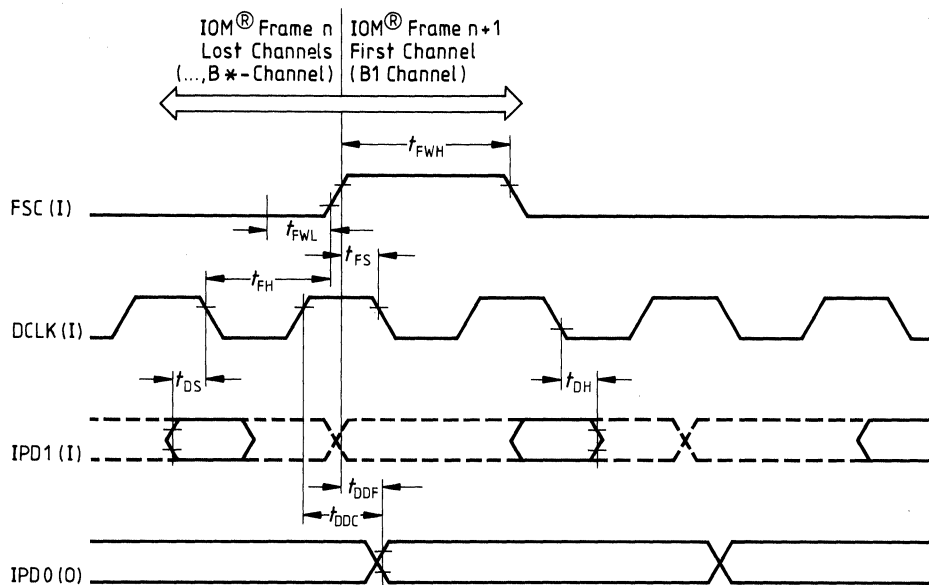 IOM® Frame n
Lost Channels
(...,B*-Channel)
IOM® Frame n+1
First Channel
(B1 Channel)
tFWH
FSC(I)
tFWL
tFS
tFH
DCLK(I)
tDS
tDH
IPD1(I)
tDDF
tDDC
IPD0(O)